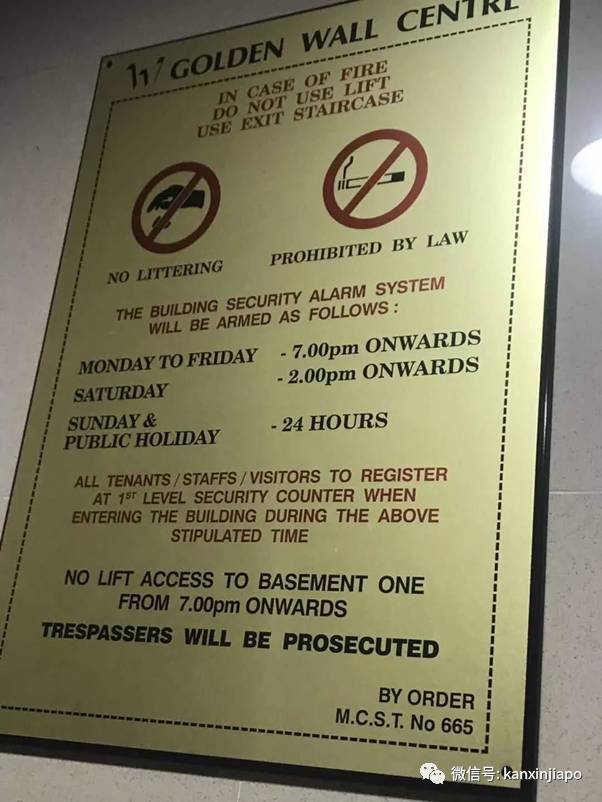 GOLDEN WALL CENTRE
IN CASE OF FIRE
DO NOT USE LIFT
USE EXIT STAIRCASE
NO LITTERING
PROHIBITED BY LAW
THE BUILDING SECURITY ALARM SYSTEM
WILL BE ARMED AS FOLLOWS :
MONDAY TO FRIDAY - 7.00pm ONWARDS
SATURDAY - 2.00pm ONWARDS
SUNDAY &
PUBLIC HOLIDAY - 24 HOURS
ALL TENANTS / STAFFS / VISITORS TO REGISTER
AT 1ST LEVEL SECURITY COUNTER WHEN
ENTERING THE BUILDING DURING THE ABOVE
STIPULATED TIME
NO LIFT ACCESS TO BASEMENT ONE
FROM 7.00pm ONWARDS
TRESPASSERS WILL BE PROSECUTED
BY ORDER
M.C.S.T. No 665
微信号: kanxinjiapo